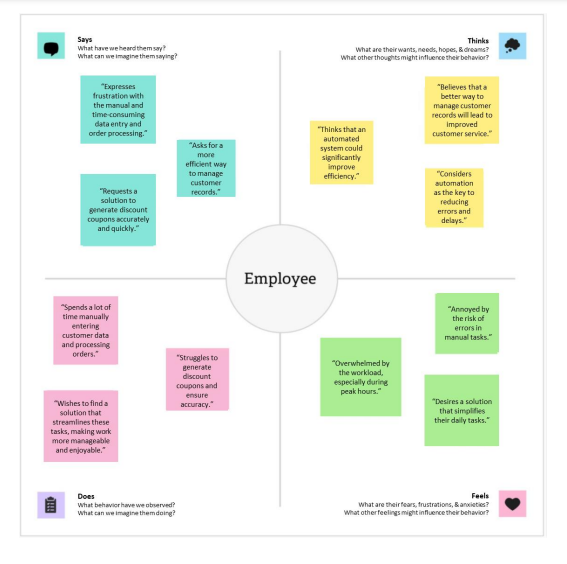 Says
What have we heard them say?
What can we imagine them saying?
Thinks
What are their wants, needs, hopes, & dreams?
What other thoughts might influence their behavior?
"Expresses
frustration with
the manual and
time-consuming
data entry and
order processing."
"Asks for a
more
efficient way
to manage
customer
records."
"Requests a
solution to
generate discount
coupons accurately
and quickly."
"Believes that a
better way to
manage customer
records will lead to
improved
customer service."
"Thinks that an
automated
system could
significantly
improve
efficiency."
"Considers
automation
as the key to
reducing
errors and
delays."
Employee
"Spends a lot of
time manually
entering
customer data
and processing
orders."
"Struggles to
generate
discount
coupons and
ensure
accuracy."
"Wishes to find a
solution that
streamlines these
tasks, making work
more manageable
and enjoyable."
"Annoyed by
the risk of
errors in
manual tasks."
"Overwhelmed by
the workload,
especially during
peak hours."
"Desires a solution
that simplifies
their daily tasks."
Does
What behavior have we observed?
What can we imagine them doing?
Feels
What are their fears, frustrations, & anxieties?
What other feelings might influence their behavior?